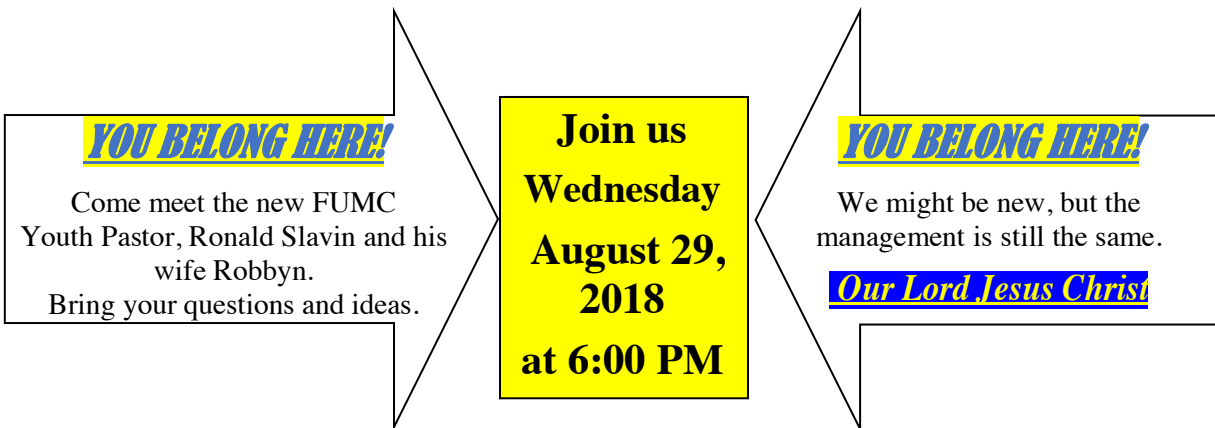 YOU BELONG HERE!
Come meet the new FUMC
Youth Pastor, Ronald Slavin and his
wife Robbyn.
Bring your questions and ideas.
Join us
Wednesday
August 29,
2018
at 6:00 PM
YOU BELONG HERE!
We might be new, but the
management is still the same.
Our Lord Jesus Christ